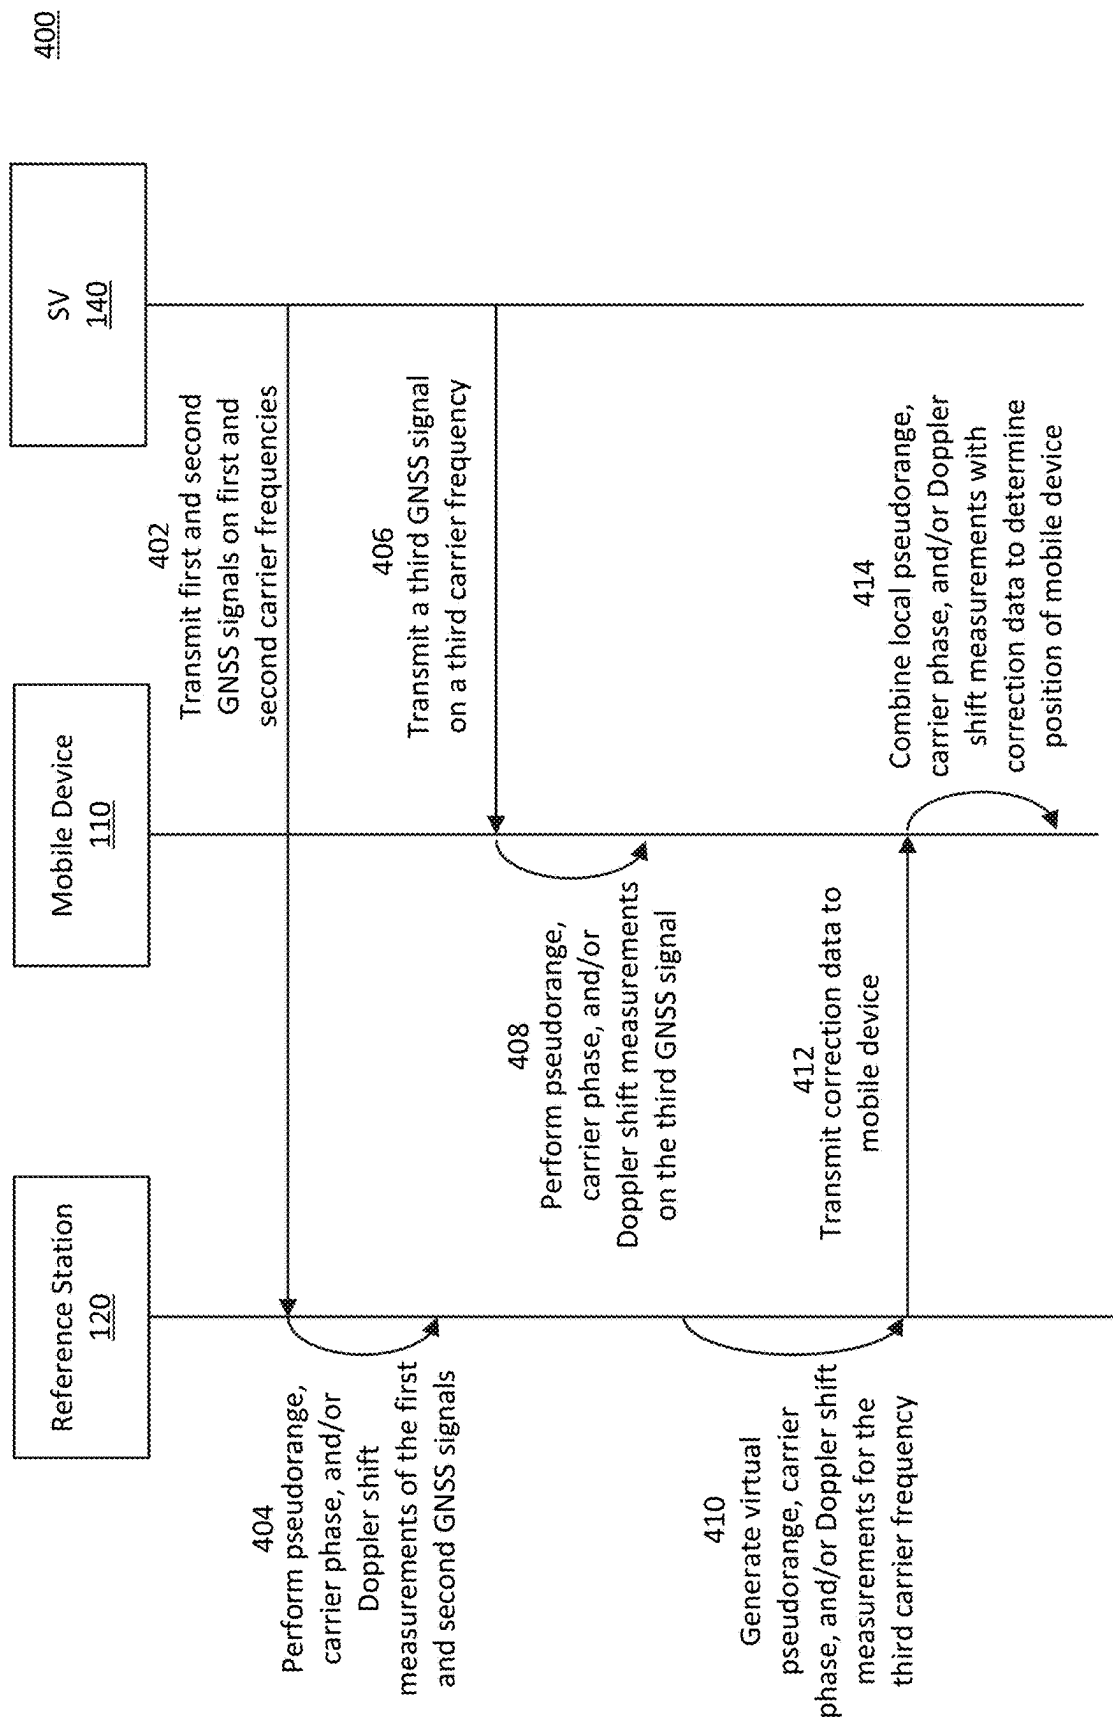 400
Reference Station
120
Mobile Device
110
SV
140
402
Transmit first and second
GNSS signals on first and
second carrier frequencies
404
Perform pseudorange,
carrier phase, and/or
Doppler shift
measurements of the first
and second GNSS signals
406
Transmit a third GNSS signal
on a third carrier frequency
408
Perform pseudorange,
carrier phase, and/or
Doppler shift measurements
on the third GNSS signal
410
Generate virtual
pseudorange, carrier
phase, and/or Doppler shift
measurements for the
third carrier frequency
412
Transmit correction data to
mobile device
414
Combine local pseudorange,
carrier phase, and/or Doppler
shift measurements with
correction data to determine
position of mobile device